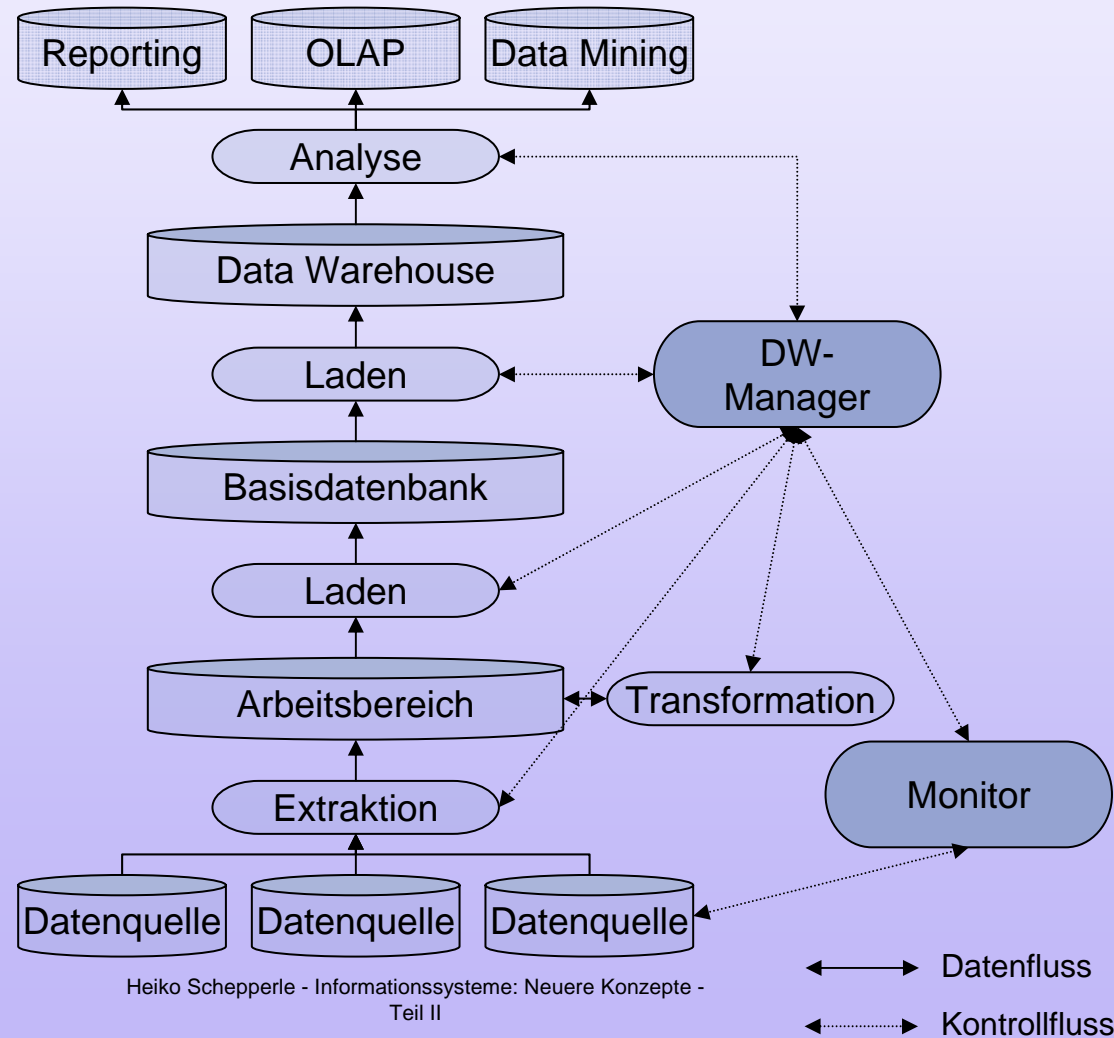 Reporting
OLAP
Data Mining
Analyse
Data Warehouse
DW-
Manager
Laden
Basisdatenbank
Laden
Arbeitsbereich
Transformation
Extraktion
Monitor
Datenquelle
Datenquelle
Datenquelle
Heiko Schepperle - Informationssysteme: Neuere Konzepte -
Teil II
Datenfluss
Kontrollfluss